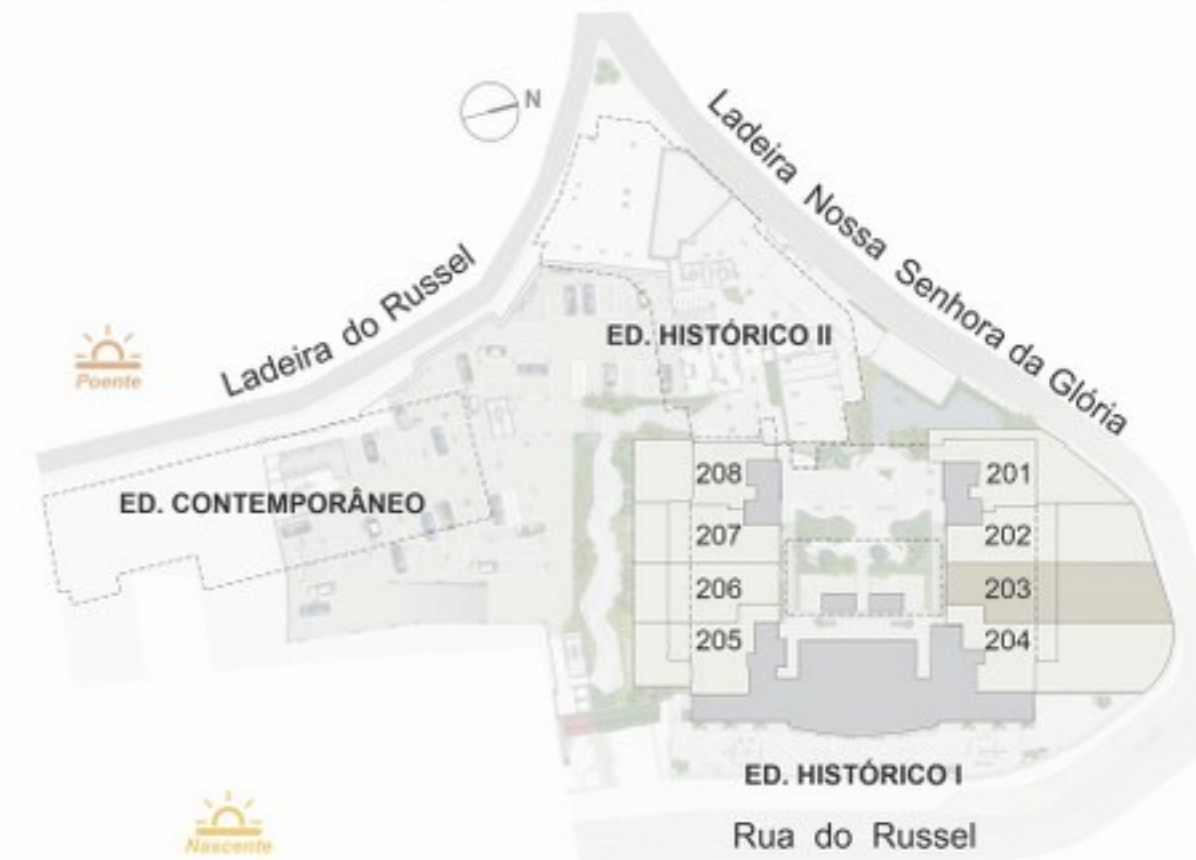 N
Ladeira Nossa Senhora da Glória
Ladeira do Russel
Poente
ED. HISTÓRICO II
ED. CONTEMPORÂNEO
208
201
207
202
206
203
205
204
ED. HISTÓRICO I
Rua do Russel
Nascente